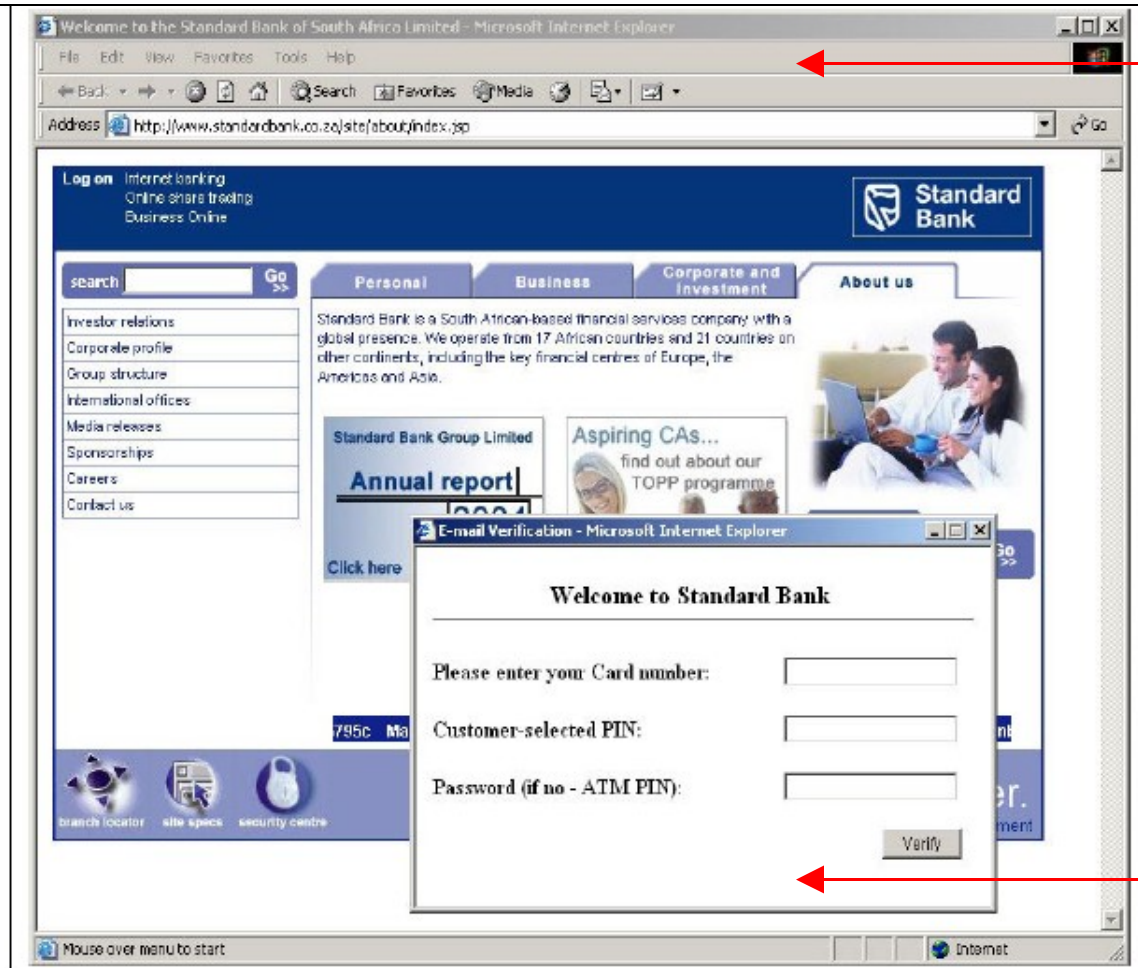 Welcome to the Standard Bank of South Africa Limited - Microsoft Internet Explorer
File Edit View Favorites Tools Help
Back Search Favorites Media
Address http://www.standardbank.co.za/site/about/index.jsp Go
Log on Internet banking
Online share trading
Business Online
Standard
Bank
search Go >>
Personal Business Corporate and Investment About us
Investor relations
Corporate profile
Group structure
International offices
Media releases
Sponsorships
Careers
Contact us
Standard Bank is a South African-based financial services company with a
global presence. We operate from 17 African countries and 21 countries on
other continents, including the key financial centres of Europe, the
Americas and Asia.
Standard Bank Group Limited
Annual report
2004
Click here
Aspiring CAs...
find out about our
TOPP programme
Go >>
E-mail Verification - Microsoft Internet Explorer
Welcome to Standard Bank
Please enter your Card number:
Customer-selected PIN:
Password (if no - ATM PIN):
Verify
795c Ma
er.
ment
branch locator site specs security centre
Mouse over menu to start Internet